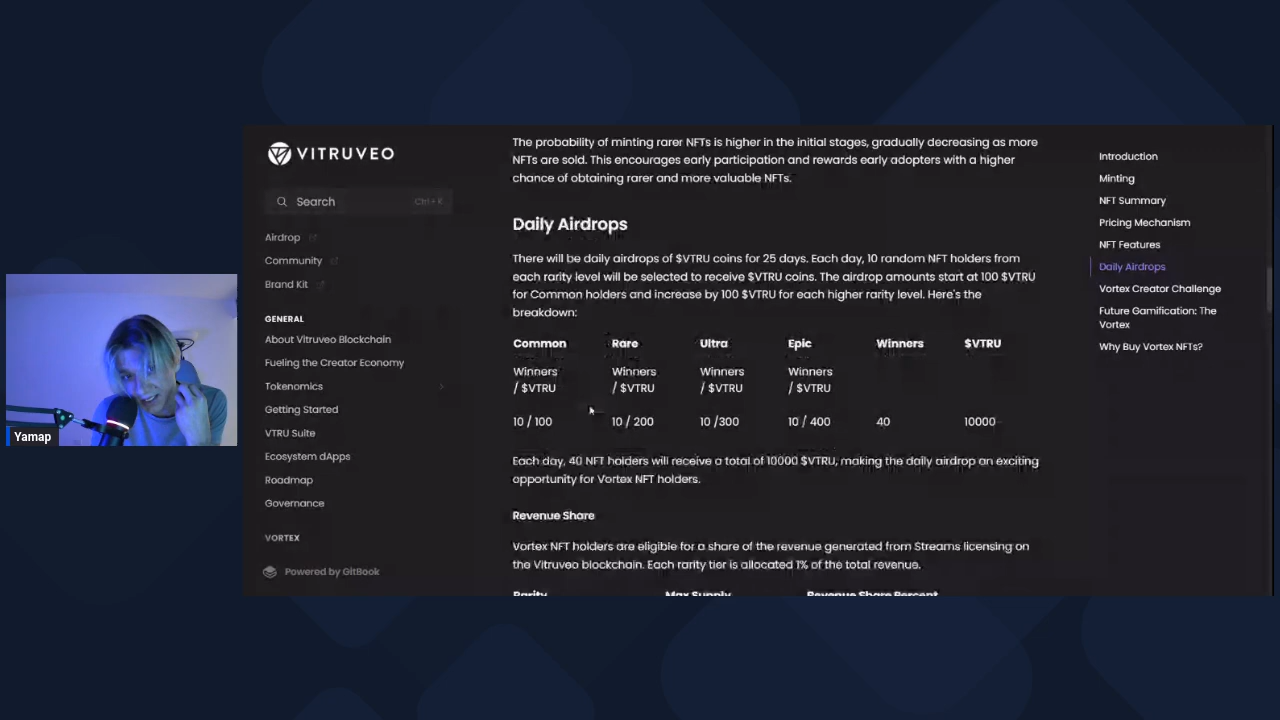 VITRUVEO
Search
Ctrl + K
Airdrop
Community
Brand Kit
GENERAL
About Vitruveo Blockchain
Fueling the Creator Economy
Tokenomics
Getting Started
VTRU Suite
Ecosystem dApps
Roadmap
Governance
VORTEX
Powered by GitBook
The probability of minting rarer NFTs is higher in the initial stages, gradually decreasing as more
NFTs are sold. This encourages early participation and rewards early adopters with a higher
chance of obtaining rarer and more valuable NFTs.
Daily Airdrops
There will be daily airdrops of $VTRU coins for 25 days. Each day, 10 random NFT holders from
each rarity level will be selected to receive $VTRU coins. The airdrop amounts start at 100 $VTRU
for Common holders and increase by 100 $VTRU for each higher rarity level. Here's the
breakdown:
Common Rare Ultra Epic Winners $VTRU
Winners Winners Winners Winners
/ $VTRU / $VTRU / $VTRU / $VTRU
10 / 100 10 / 200 10 /300 10 / 400 40 10000
Each day, 40 NFT holders will receive a total of 10000 $VTRU, making the daily airdrop an exciting
opportunity for Vortex NFT holders.
Revenue Share
Vortex NFT holders are eligible for a share of the revenue generated from Streams licensing on
the Vitruveo blockchain. Each rarity tier is allocated 1% of the total revenue.
Rarity Max Supply Revenue Share Percent
Introduction
Minting
NFT Summary
Pricing Mechanism
NFT Features
Daily Airdrops
Vortex Creator Challenge
Future Gamification: The
Vortex
Why Buy Vortex NFTs?
Yamap